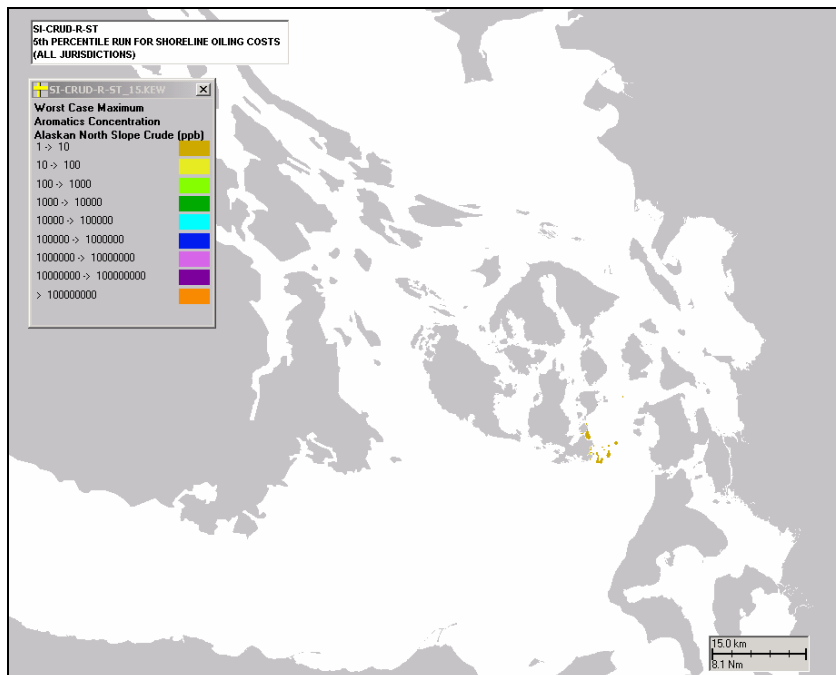 SI-CRUD-R-ST
5th PERCENTILE RUN FOR SHORELINE OILING COSTS
(ALL JURISDICTIONS)
SI-CRUD-R-ST_15.KEW
Worst Case Maximum
Aromatics Concentration
Alaskan North Slope Crude (ppb)
1 -> 10
10 -> 100
100 -> 1000
1000 -> 10000
10000 -> 100000
100000 -> 1000000
1000000 -> 10000000
10000000 -> 100000000
> 100000000
15.0 km
8.1 Nm